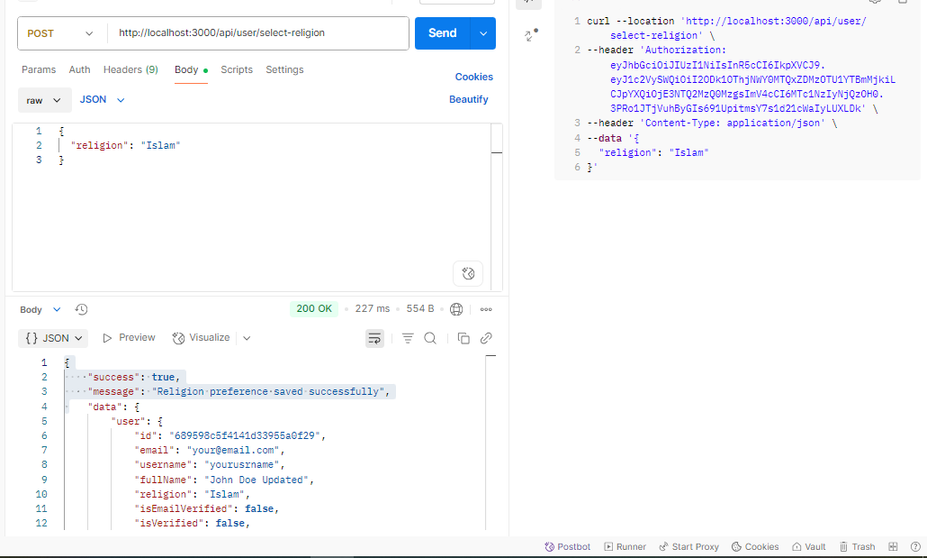 POST
http://localhost:3000/api/user/select-religion
Send
Params Auth Headers (9) Body Scripts Settings
Cookies
raw JSON
Beautify
1 {
2 "religion": "Islam"
3 }
Body
200 OK • 227 ms • 554 B
{} JSON Preview Visualize
1 {
2 "success": true,
3 "message": "Religion preference saved successfully",
4 "data": {
5 "user": {
6 "id": "689598c5f4141d33955a0f29",
7 "email": "your@email.com",
8 "username": "yourusrname",
9 "fullName": "John Doe Updated",
10 "religion": "Islam",
11 "isEmailVerified": false,
12 "isVerified": false,
1 curl --location 'http://localhost:3000/api/user/
select-religion' \
2 --header 'Authorization:
3 --header 'Content-Type: application/json' \
4 --data '{
5 "religion": "Islam"
6 }'
Postbot Runner Start Proxy Cookies Vault Trash